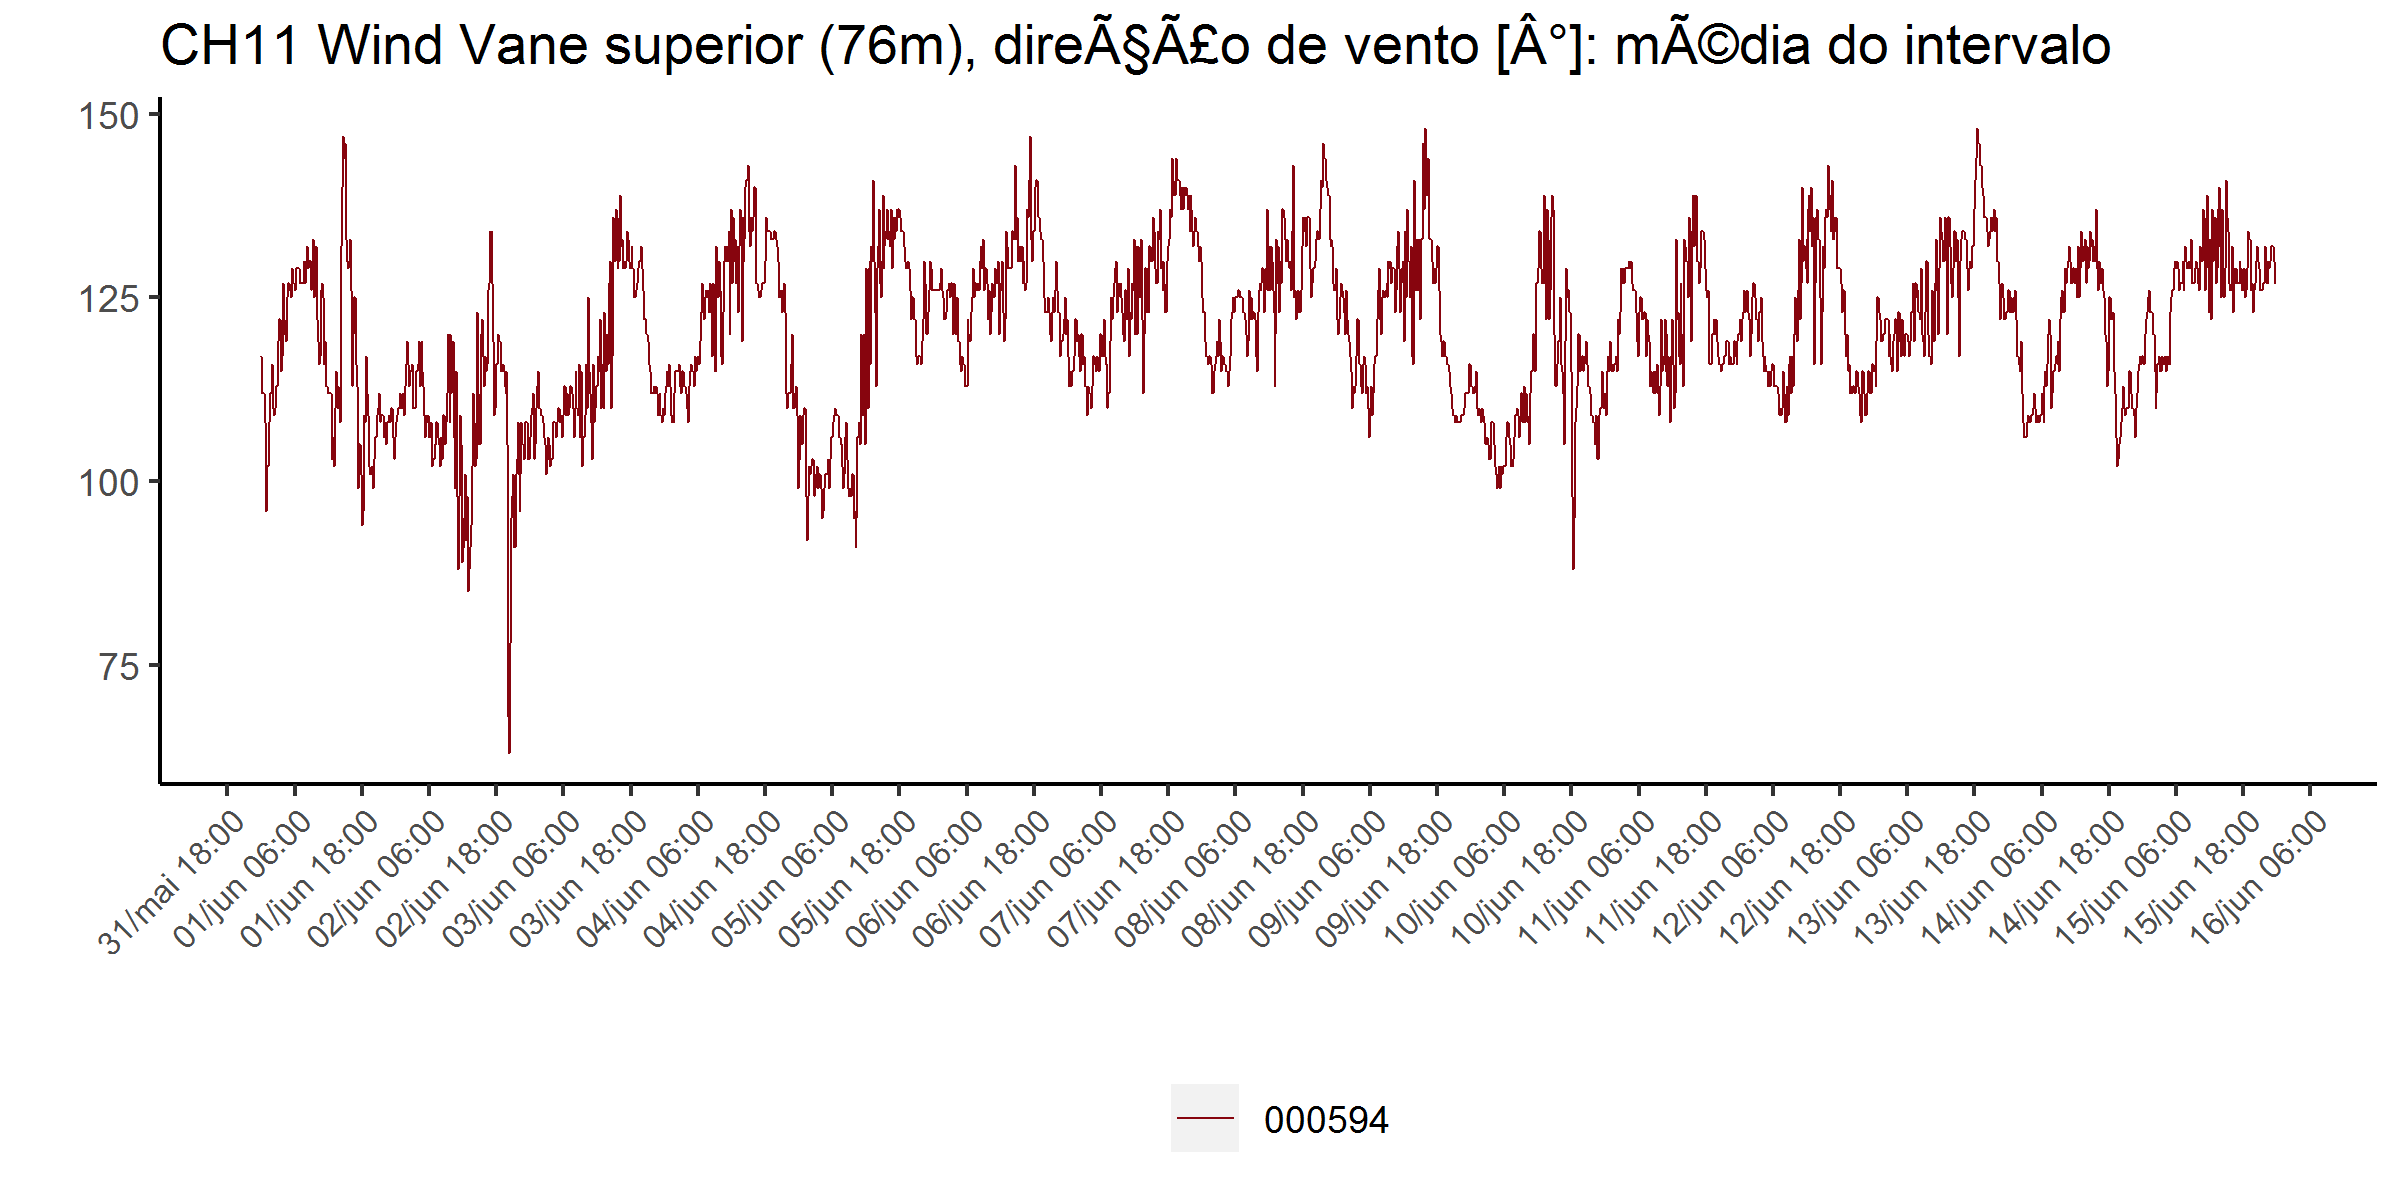 CH11 Wind Vane superior (76m), direÃ§Ã£o de vento [Â°]: mÃ©dia do intervalo
150
125
100
75
31/mai 18:00
01/jun 06:00
01/jun 18:00
02/jun 06:00
02/jun 18:00
03/jun 06:00
03/jun 18:00
04/jun 06:00
04/jun 18:00
05/jun 06:00
05/jun 18:00
06/jun 06:00
06/jun 18:00
07/jun 06:00
07/jun 18:00
08/jun 06:00
08/jun 18:00
09/jun 06:00
09/jun 18:00
10/jun 06:00
10/jun 18:00
11/jun 06:00
11/jun 18:00
12/jun 06:00
12/jun 18:00
13/jun 06:00
13/jun 18:00
14/jun 06:00
14/jun 18:00
15/jun 06:00
15/jun 18:00
16/jun 06:00
000594